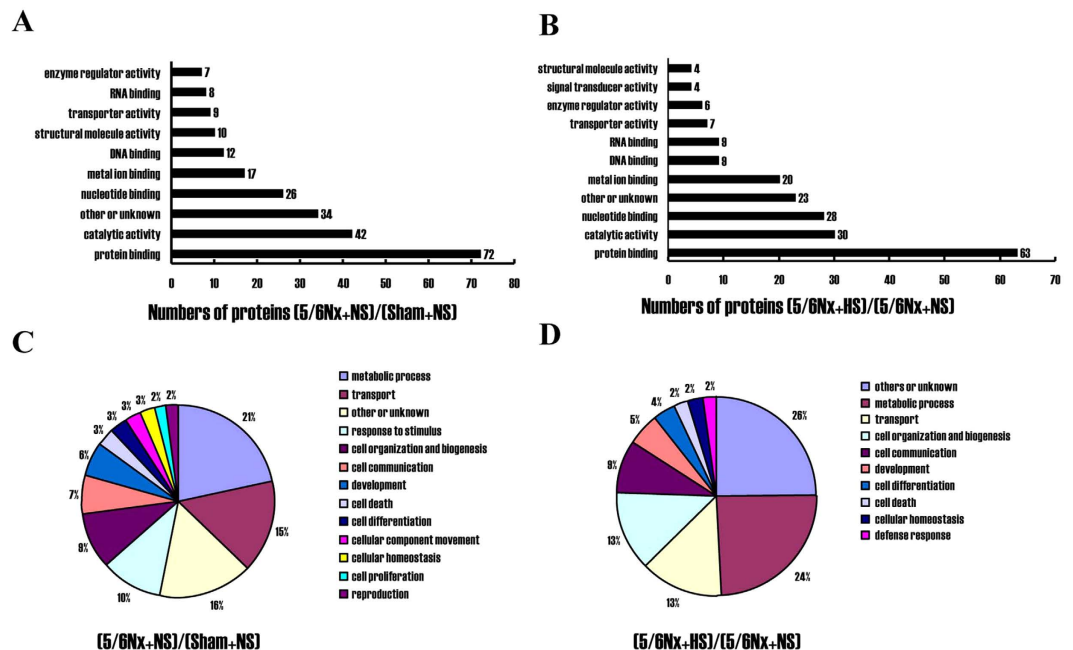 A
enzyme regulator activity 7
RNA binding 8
transporter activity 9
structural molecule activity 10
DNA binding 12
metal ion binding 17
nucleotide binding 26
other or unknown 34
catalytic activity 42
protein binding 72
0 10 20 30 40 50 60 70 80
Numbers of proteins (5/6Nx+NS)/(Sham+NS)
B
structural molecule activity 4
signal transducer activity 4
enzyme regulator activity 6
transporter activity 7
RNA binding 9
DNA binding 9
metal ion binding 20
other or unknown 23
nucleotide binding 28
catalytic activity 30
protein binding 63
0 10 20 30 40 50 60 70
Numbers of proteins (5/6Nx+HS)/(5/6Nx+NS)
C
21%
15%
16%
10%
9%
7%
6%
3%
3%
3%
3%
2%
2%
metabolic process
transport
other or unknown
response to stimulus
cell organization and biogenesis
cell communication
development
cell death
cell differentiation
cellular component movement
cellular homeostasis
cell proliferation
reproduction
(5/6Nx+NS)/(Sham+NS)
D
26%
24%
13%
13%
9%
5%
4%
2%
2%
2%
others or unknown
metabolic process
transport
cell organization and biogenesis
cell communication
development
cell differentiation
cell death
cellular homeostasis
defense response
(5/6Nx+HS)/(5/6Nx+NS)